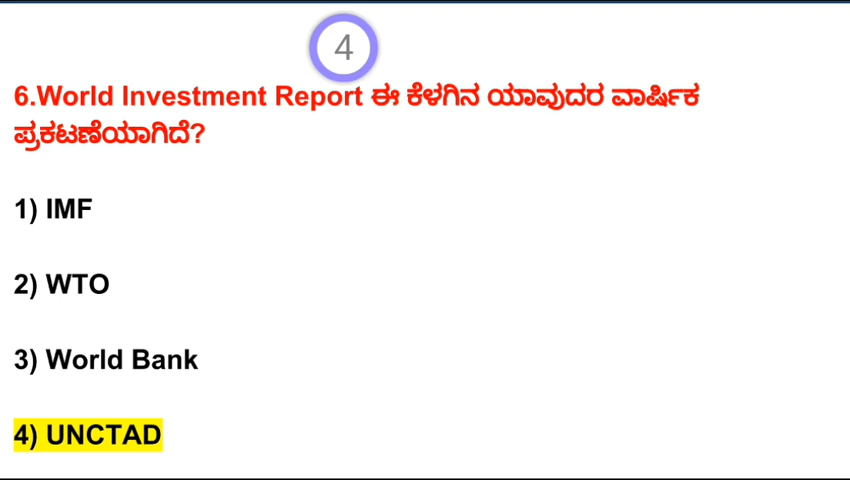 4
6.World Investment Report ಈ ಕೆಳಗಿನ ಯಾವುದರ ವಾರ್ಷಿಕ
ಪ್ರಕಟಣೆಯಾಗಿದೆ?
1) IMF
2) WTO
3) World Bank
4) UNCTAD